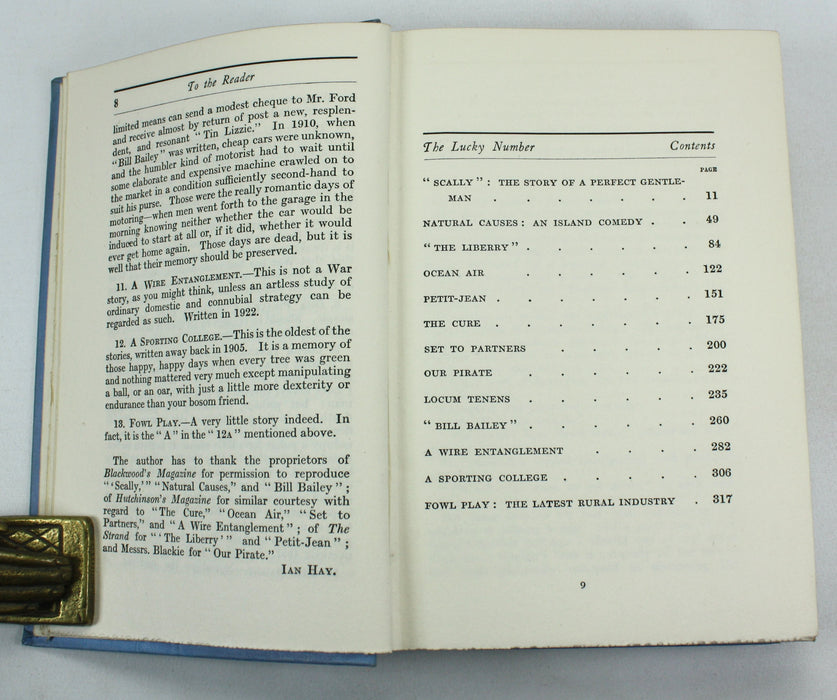 To the Reader
8
limited means can send a modest cheque to Mr. Ford
and receive almost by return of post a new, resplen-
dent, and resonant “Tin Lizzie.” In 1910, when
“Bill Bailey” was written, cheap cars were unknown,
and the humbler kind of motorist had to wait until
some elaborate and expensive machine crawled on to
the market in a condition sufficiently second-hand to
suit his purse. Those were the really romantic days of
motoring—when men went forth to the garage in the
morning knowing neither whether the car would be
induced to start at all or, if it did, whether it would
ever get home again. Those days are dead, but it is
well that their memory should be preserved.
11. A WIRE ENTANGLEMENT.—This is not a War
story, as you might think, unless an artless study of
ordinary domestic and connubial strategy can be
regarded as such. Written in 1922.
12. A SPORTING COLLEGE.—This is the oldest of the
stories, written away back in 1905. It is a memory of
those happy, happy days when every tree was green
and nothing mattered very much except manipulating
a ball, or an oar, with just a little more dexterity or
endurance than your bosom friend.
13. FOWL PLAY.—A very little story indeed. In
fact, it is the “A” in the “12A” mentioned above.
The author has to thank the proprietors of
Blackwood's Magazine for permission to reproduce
“‘Scally,’” “Natural Causes,” and “Bill Bailey”;
of Hutchinson's Magazine for similar courtesy with
regard to “The Cure,” “Ocean Air,” “Set to
Partners,” and “A Wire Entanglement”; of The
Strand for “‘The Liberry’” and “Petit-Jean”;
and Messrs. Blackie for “Our Pirate.”
IAN HAY.
The Lucky Number Contents
PAGE
“SCALLY”: THE STORY OF A PERFECT GENTLE-
MAN . . . . . . . 11
NATURAL CAUSES: AN ISLAND COMEDY . . 49
“THE LIBERRY” . . . . . . 84
OCEAN AIR . . . . . . 122
PETIT-JEAN . . . . . . . 151
THE CURE . . . . . . . 175
SET TO PARTNERS . . . . . 200
OUR PIRATE . . . . . . 222
LOCUM TENENS . . . . . . 235
“BILL BAILEY” . . . . . . 260
A WIRE ENTANGLEMENT . . . . 282
A SPORTING COLLEGE . . . . . 306
FOWL PLAY: THE LATEST RURAL INDUSTRY . 317
9